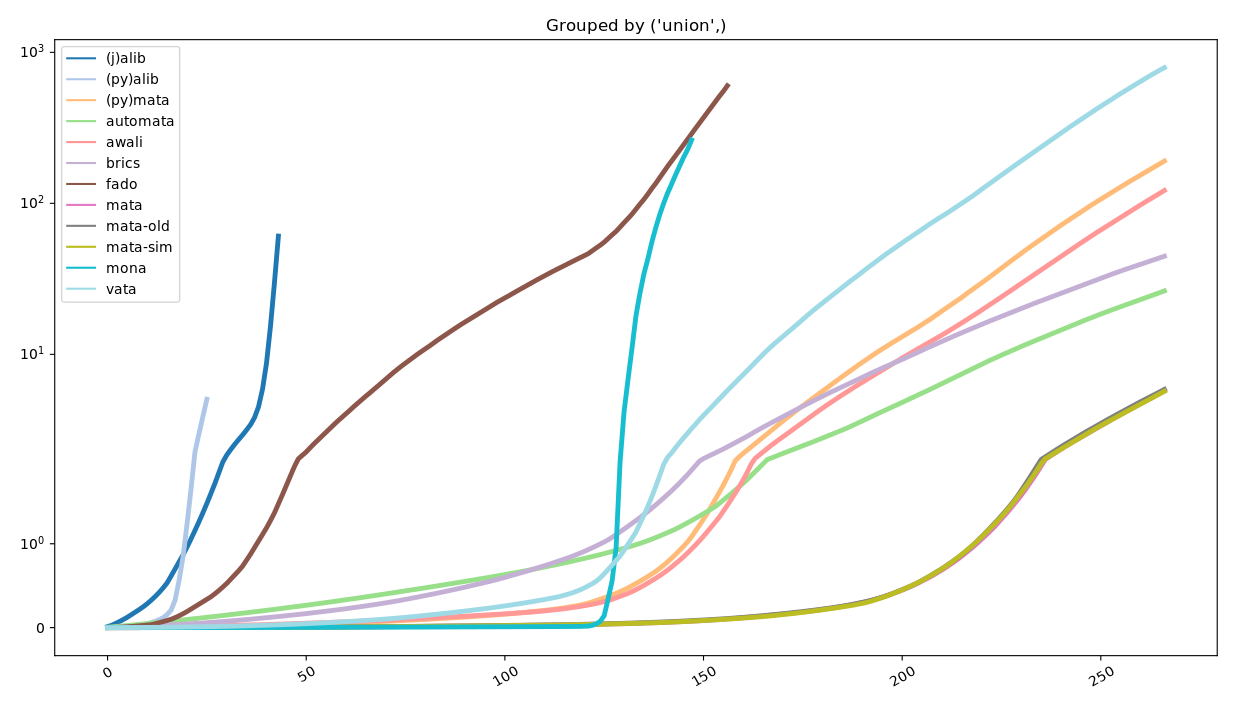 Grouped by ('union',)
10³
10²
10¹
10⁰
0
(j)alib
(py)alib
(py)mata
automata
awali
brics
fado
mata
mata-old
mata-sim
mona
vata
0
50
100
150
200
250